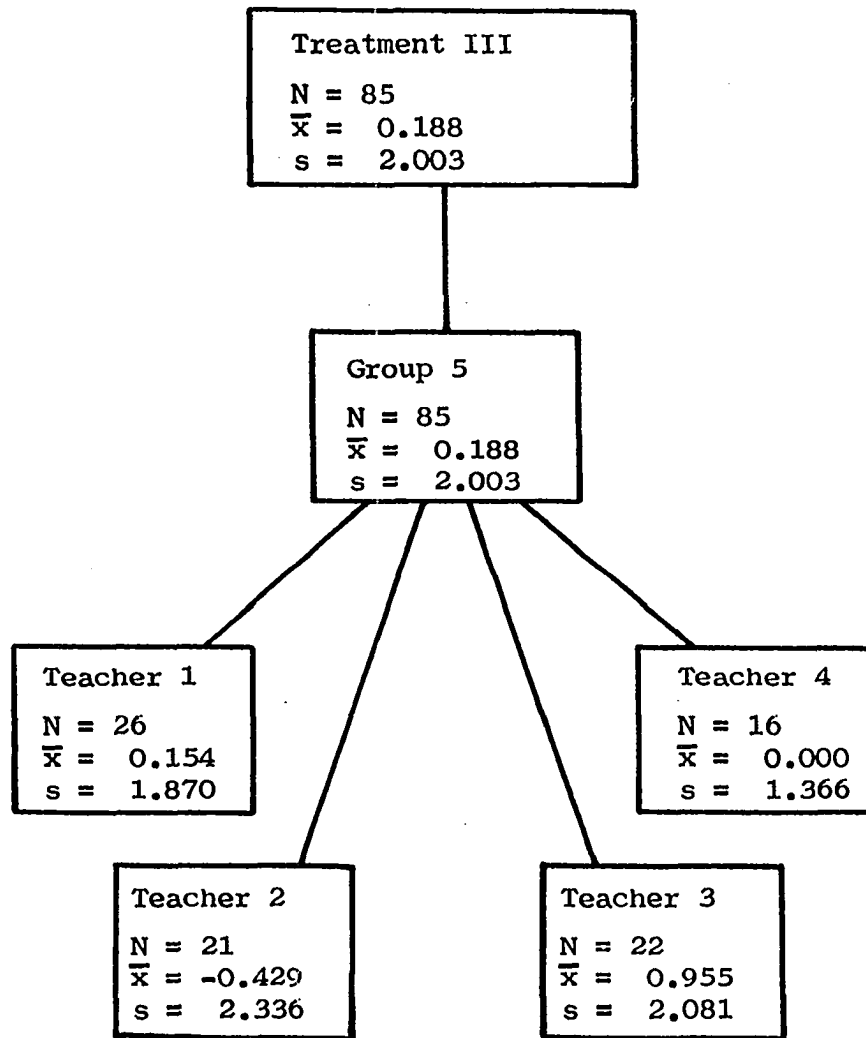 Treatment III
N = 85
x̄ = 0.188
s = 2.003
Group 5
N = 85
x̄ = 0.188
s = 2.003
Teacher 1
N = 26
x̄ = 0.154
s = 1.870
Teacher 4
N = 16
x̄ = 0.000
s = 1.366
Teacher 2
N = 21
x̄ = -0.429
s = 2.336
Teacher 3
N = 22
x̄ = 0.955
s = 2.081